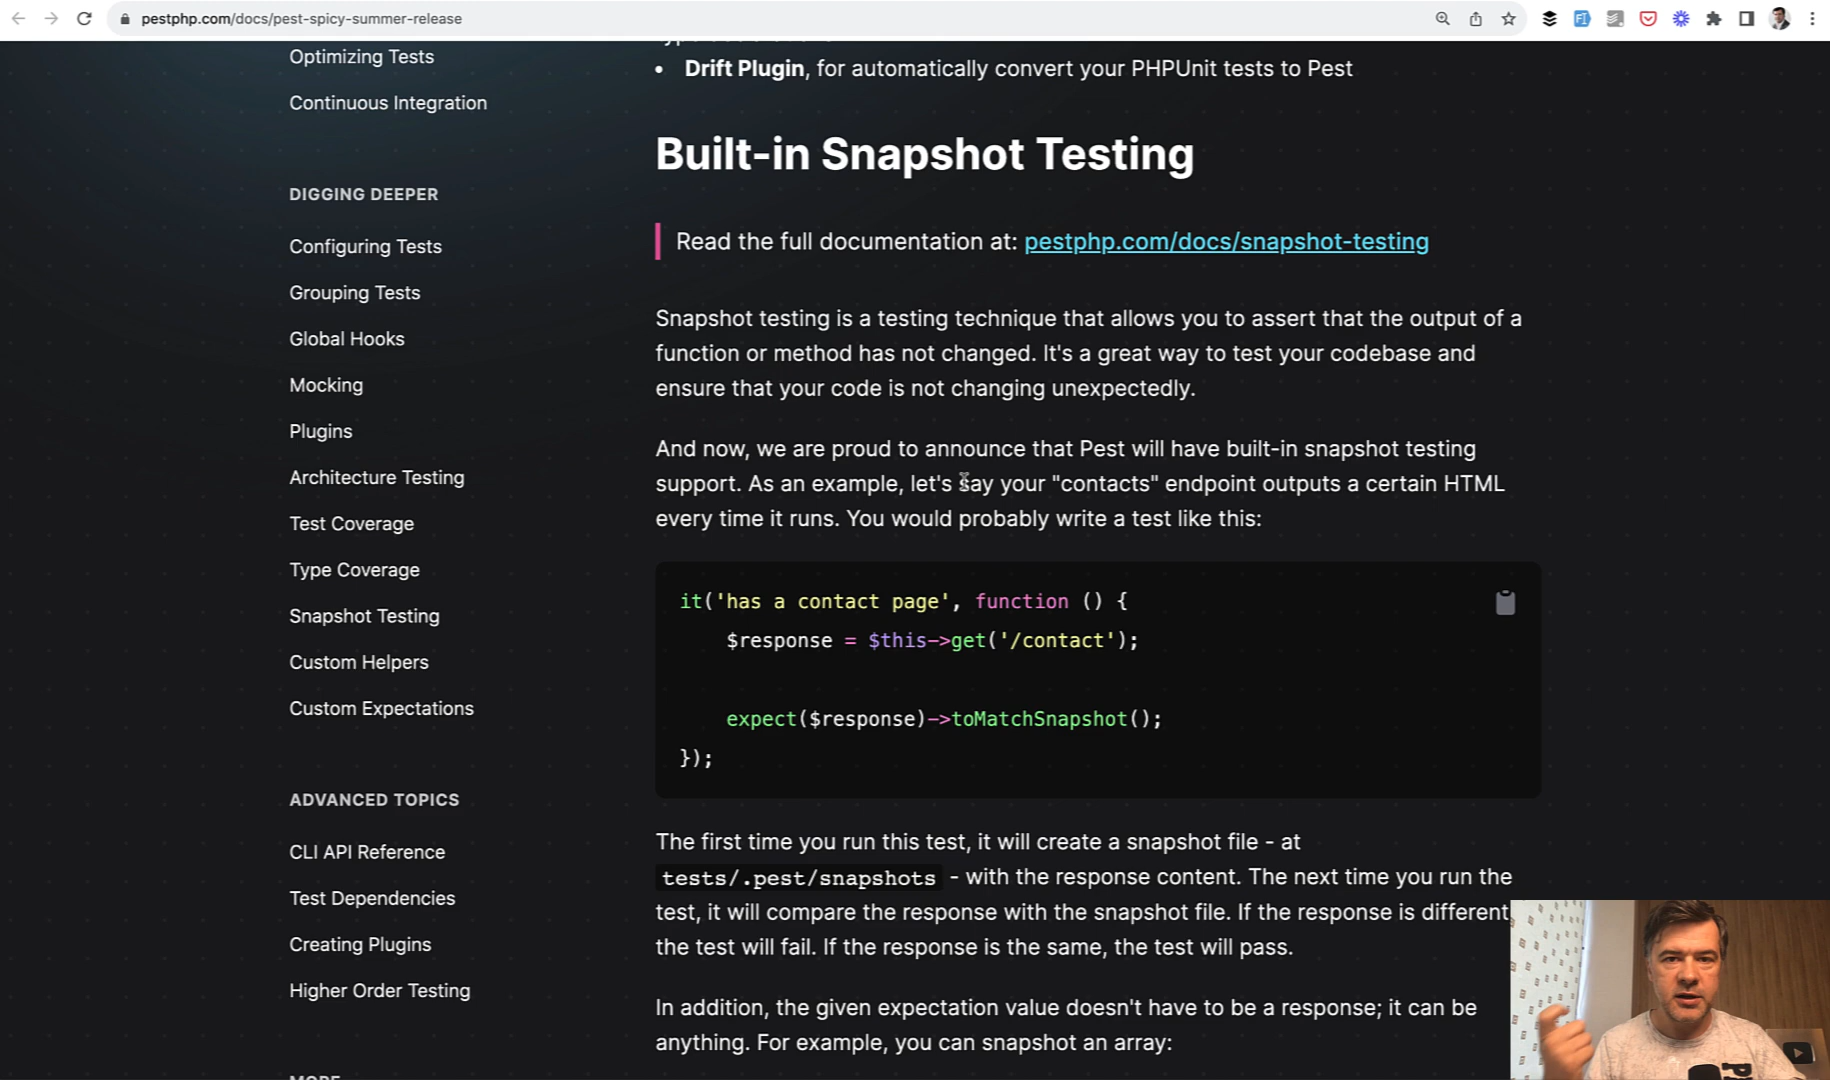 pestphp.com/docs/pest-spicy-summer-release
Optimizing Tests
Continuous Integration
DIGGING DEEPER
Configuring Tests
Grouping Tests
Global Hooks
Mocking
Plugins
Architecture Testing
Test Coverage
Type Coverage
Snapshot Testing
Custom Helpers
Custom Expectations
ADVANCED TOPICS
CLI API Reference
Test Dependencies
Creating Plugins
Higher Order Testing
• Drift Plugin, for automatically convert your PHPUnit tests to Pest
Built-in Snapshot Testing
Read the full documentation at: pestphp.com/docs/snapshot-testing
Snapshot testing is a testing technique that allows you to assert that the output of a
function or method has not changed. It's a great way to test your codebase and
ensure that your code is not changing unexpectedly.
And now, we are proud to announce that Pest will have built-in snapshot testing
support. As an example, let's say your "contacts" endpoint outputs a certain HTML
every time it runs. You would probably write a test like this:
it('has a contact page', function () {
    $response = $this->get('/contact');
    expect($response)->toMatchSnapshot();
});
The first time you run this test, it will create a snapshot file - at
tests/.pest/snapshots - with the response content. The next time you run the
test, it will compare the response with the snapshot file. If the response is different
the test will fail. If the response is the same, the test will pass.
In addition, the given expectation value doesn't have to be a response; it can be
anything. For example, you can snapshot an array: